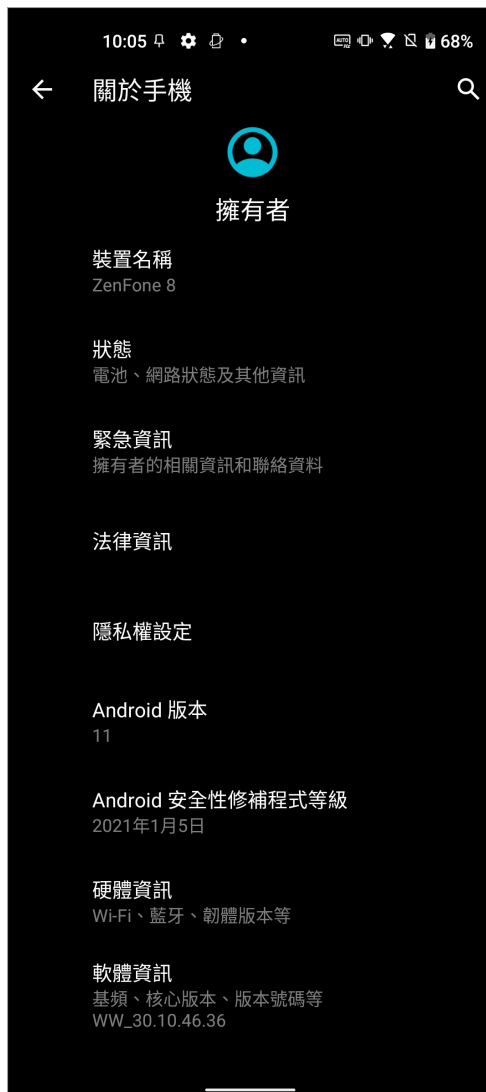 10:05
AUTO HZ
68%
關於手機
擁有者
裝置名稱
ZenFone 8
狀態
電池、網路狀態及其他資訊
緊急資訊
擁有者的相關資訊和聯絡資料
法律資訊
隱私權設定
Android 版本
11
Android 安全性修補程式等級
2021年1月5日
硬體資訊
Wi-Fi、藍牙、韌體版本等
軟體資訊
基頻、核心版本、版本號碼等
WW_30.10.46.36